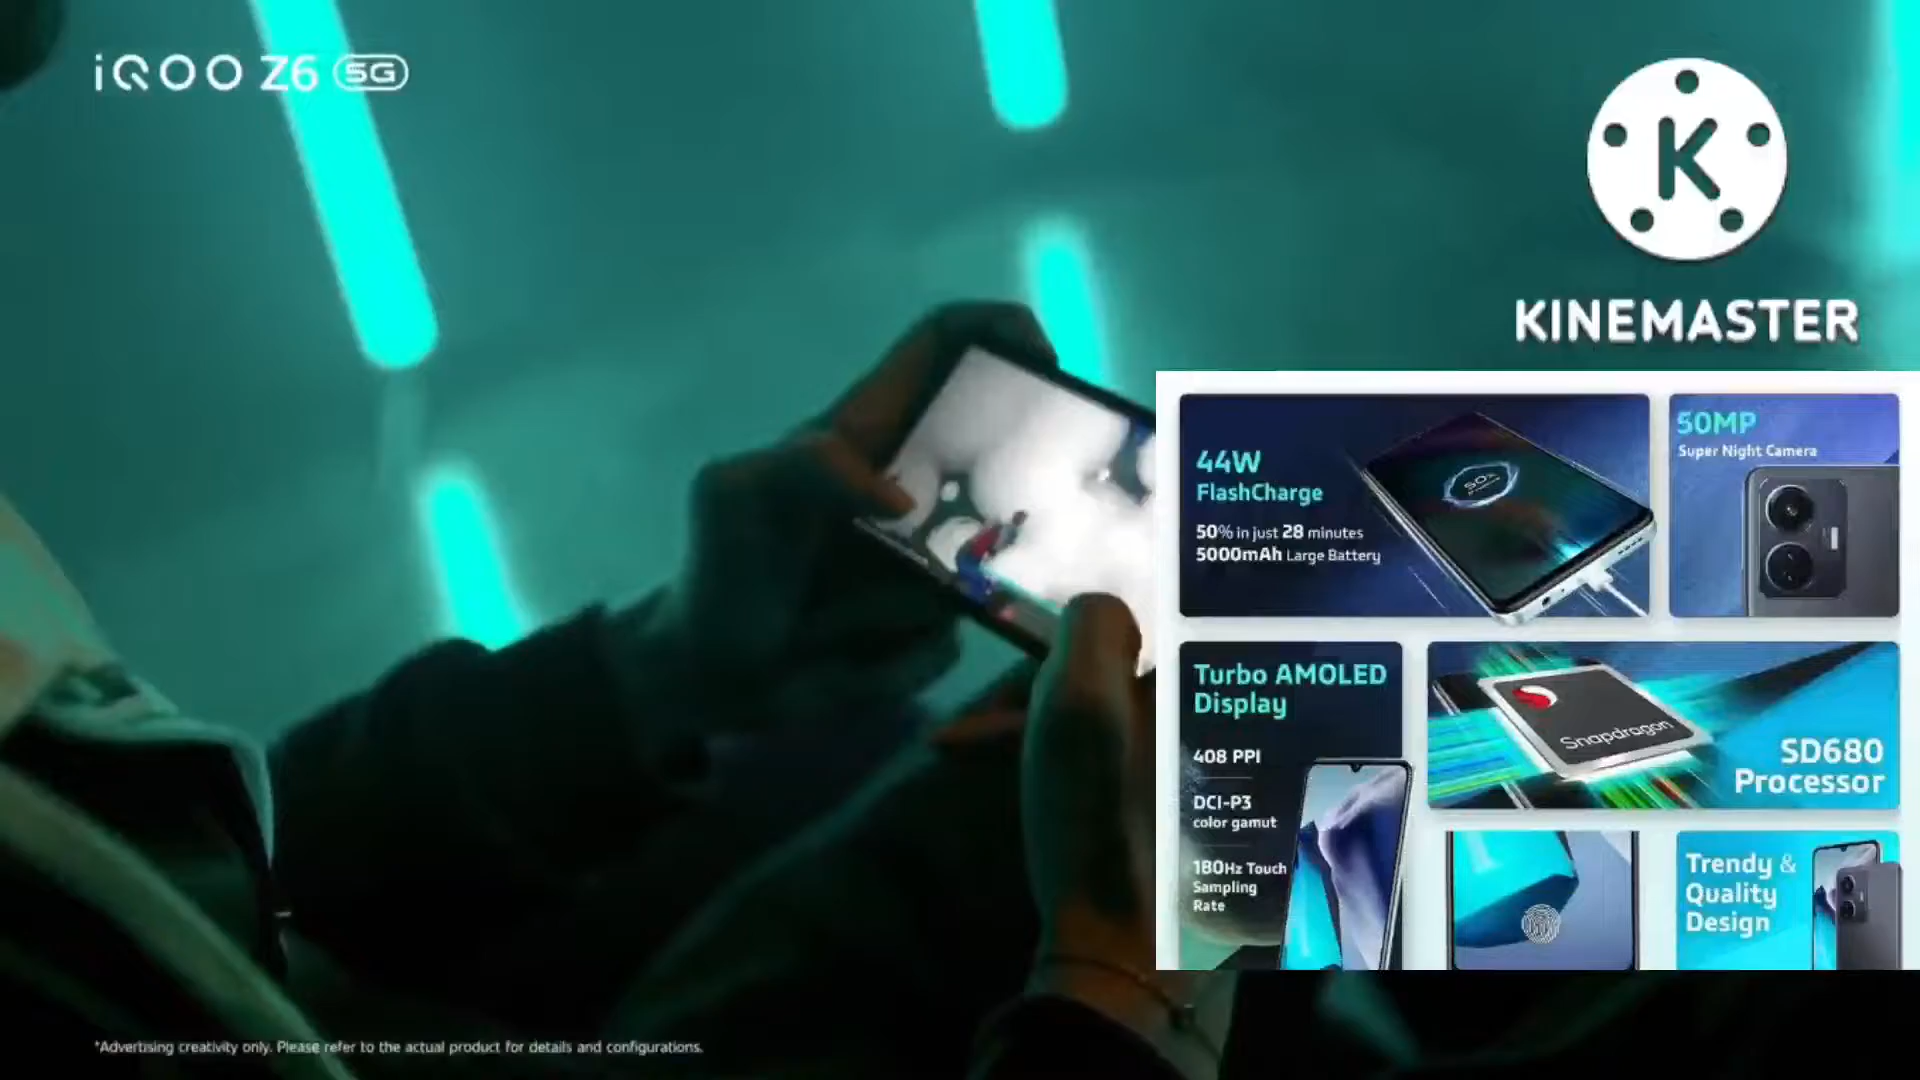 iQOO Z6 5G
K
KINEMASTER
44W
FlashCharge
50% in just 28 minutes
5000mAh Large Battery
50%
50MP
Super Night Camera
Turbo AMOLED
Display
408 PPI
DCI-P3
color gamut
180Hz Touch
Sampling
Rate
Snapdragon
SD680
Processor
Trendy &
Quality
Design
*Advertising creativity only. Please refer to the actual product for details and configurations.